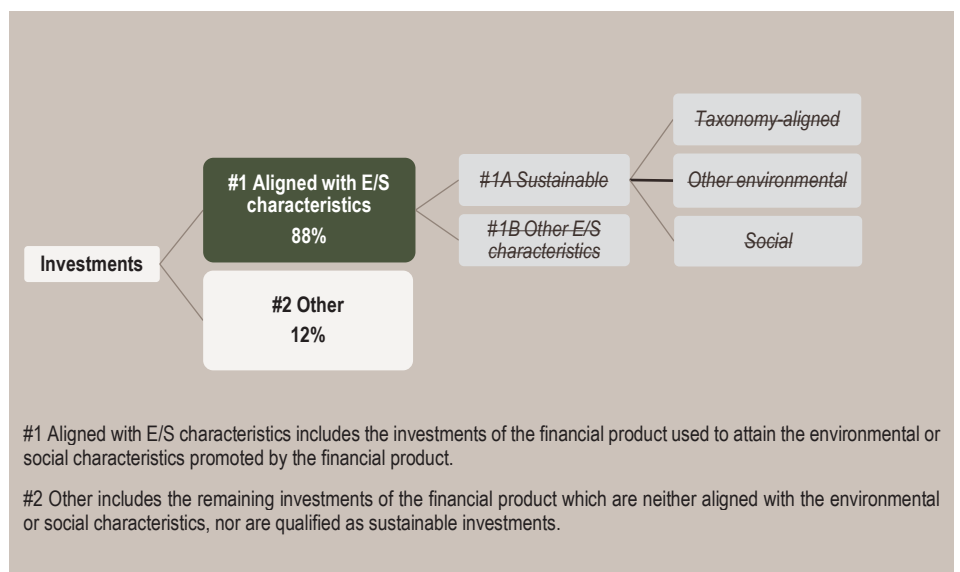 Taxonomy-aligned
#1 Aligned with E/S
characteristics
88%
#1A Sustainable
Other environmental
#1B Other E/S
characteristics
Social
Investments
#2 Other
12%
#1 Aligned with E/S characteristics includes the investments of the financial product used to attain the environmental or
social characteristics promoted by the financial product.
#2 Other includes the remaining investments of the financial product which are neither aligned with the environmental
or social characteristics, nor are qualified as sustainable investments.